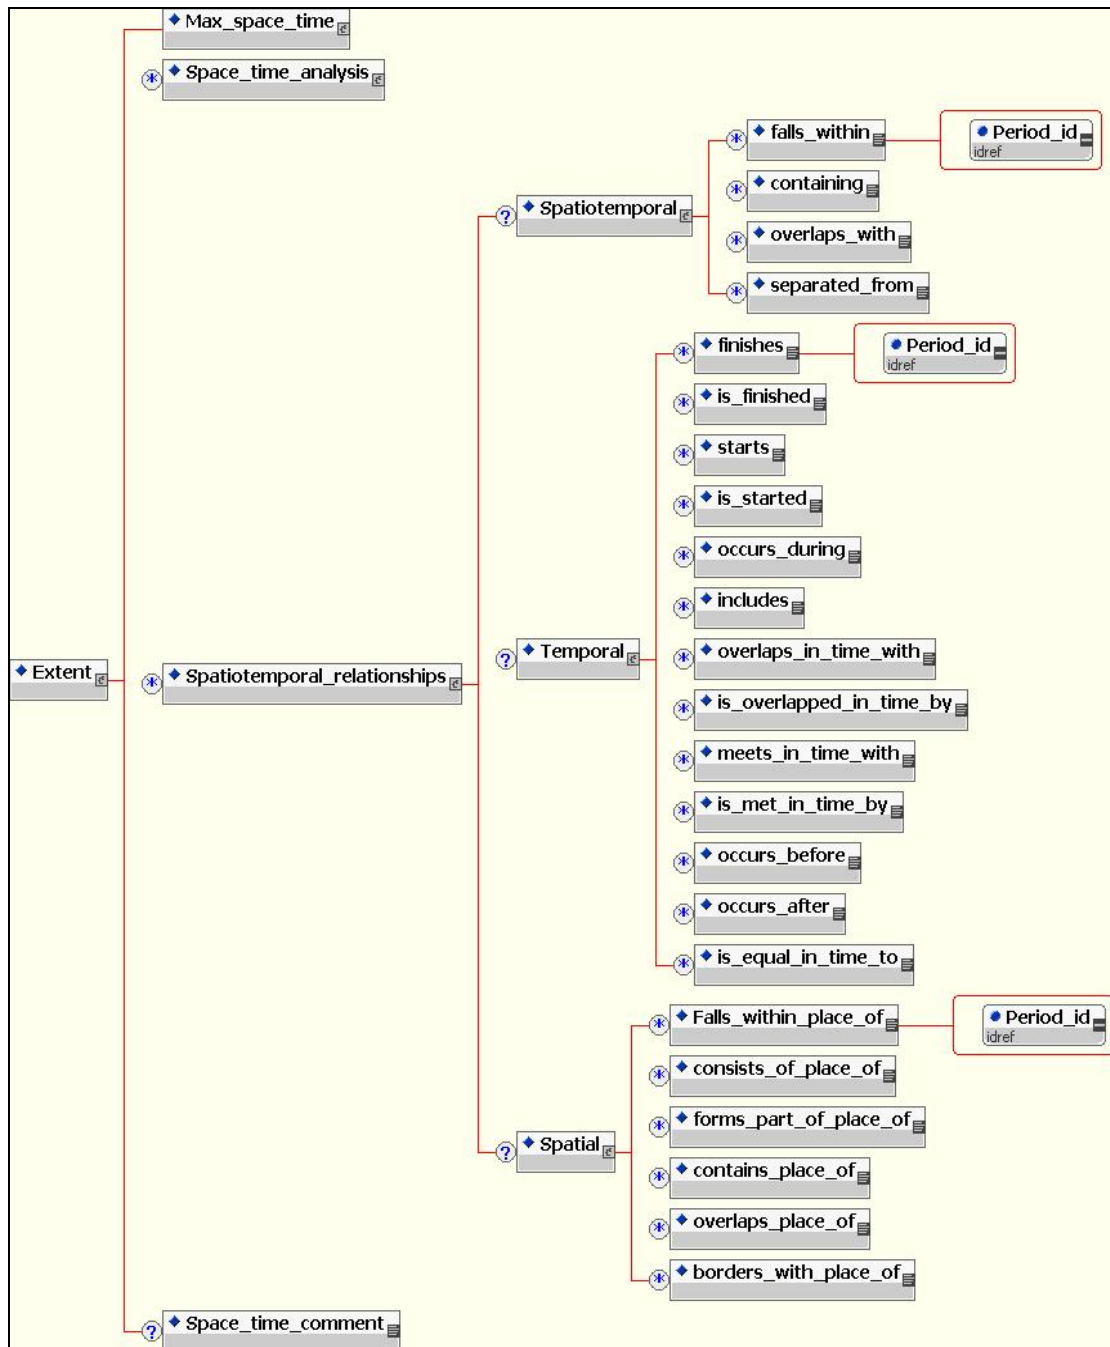 Max_space_time
Space_time_analysis
falls_within
Period_id
idref
containing
Spatiotemporal
overlaps_with
separated_from
finishes
Period_id
idref
is_finished
starts
is_started
occurs_during
includes
Extent
Spatiotemporal_relationships
Temporal
overlaps_in_time_with
is_overlapped_in_time_by
meets_in_time_with
is_met_in_time_by
occurs_before
occurs_after
is_equal_in_time_to
Falls_within_place_of
Period_id
idref
consists_of_place_of
forms_part_of_place_of
Spatial
contains_place_of
overlaps_place_of
borders_with_place_of
Space_time_comment